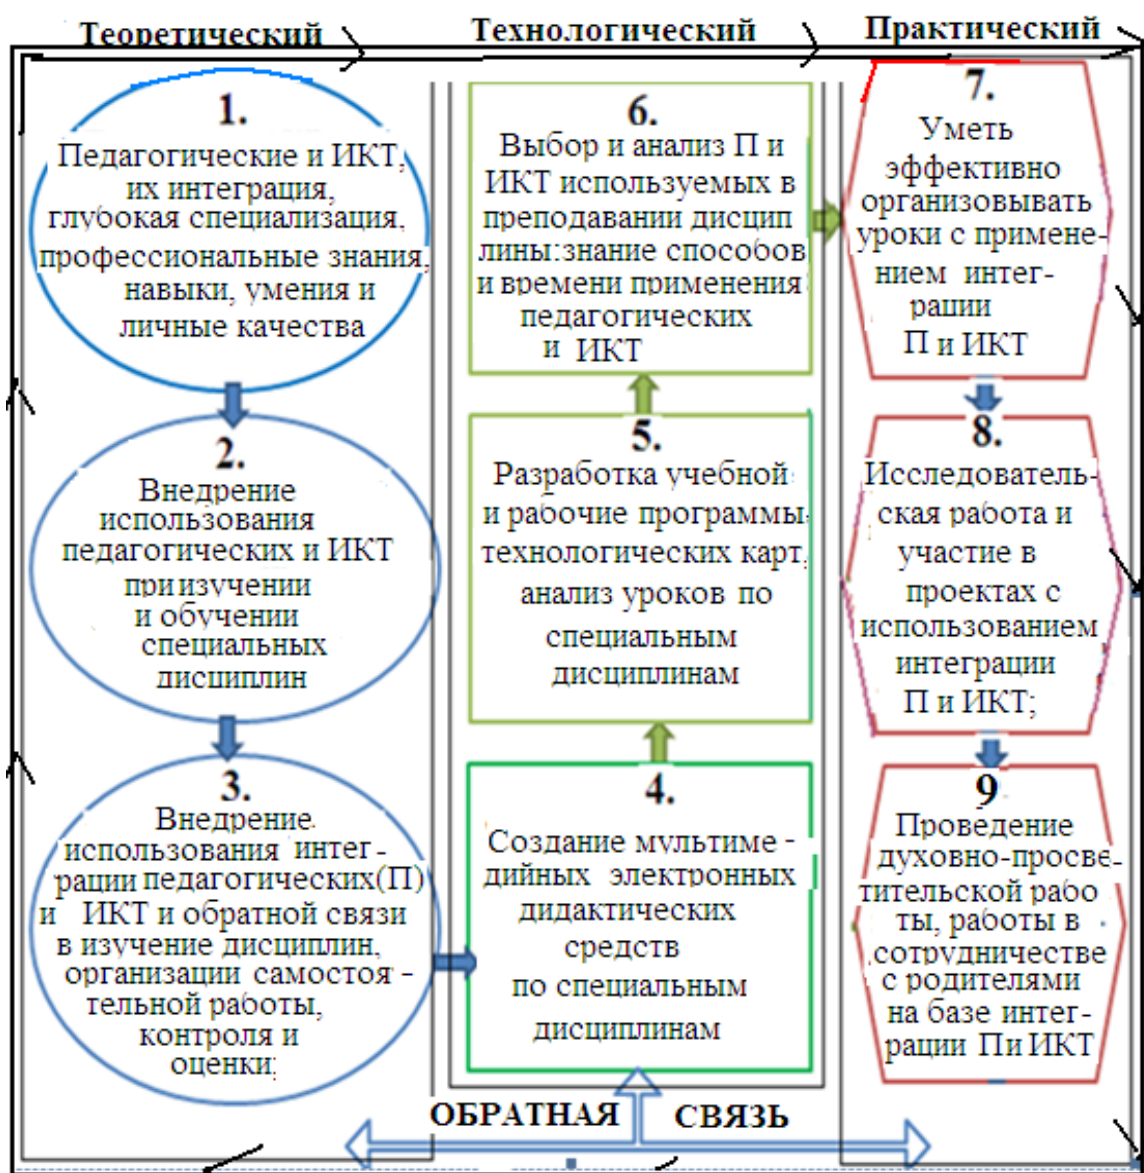 Теоретический
Технологический
Практический
1.
Педагогические и ИКТ,
их интеграция,
глубокая специализация,
профессиональные знания,
навыки, умения и
личные качества
2.
Внедрение
использования
педагогических и ИКТ
при изучении
и обучении
специальных
дисциплин
3.
Внедрение
использования интег-
рации педагогических(П)
и ИКТ и обратной связи
в изучение дисциплин,
организации самостоя-
тельной работы,
контроля и
оценки;
4.
Создание мультиме-
дийных электронных
дидактических
средств
по специальным
дисциплинам
5.
Разработка учебной
и рабочие программы
технологических карт,
анализ уроков по
специальным
дисциплинам
6.
Выбор и анализ П и
ИКТ используемых в
преподавании дисцип
лины:знание способов
и времени применения
педагогических
и ИКТ
7.
Уметь
эффективно
организовывать
уроки с примене-
нием интег-
рации
П и ИКТ
8.
Исследователь-
ская работа и
участие в
проектах с
использованием
интеграции
П и ИКТ;
9
Проведение
духовно-просве-
тительской рабо
ты, работы в
сотрудничестве
с родителями
на базе интег-
рации Пи ИКТ
ОБРАТНАЯ СВЯЗЬ